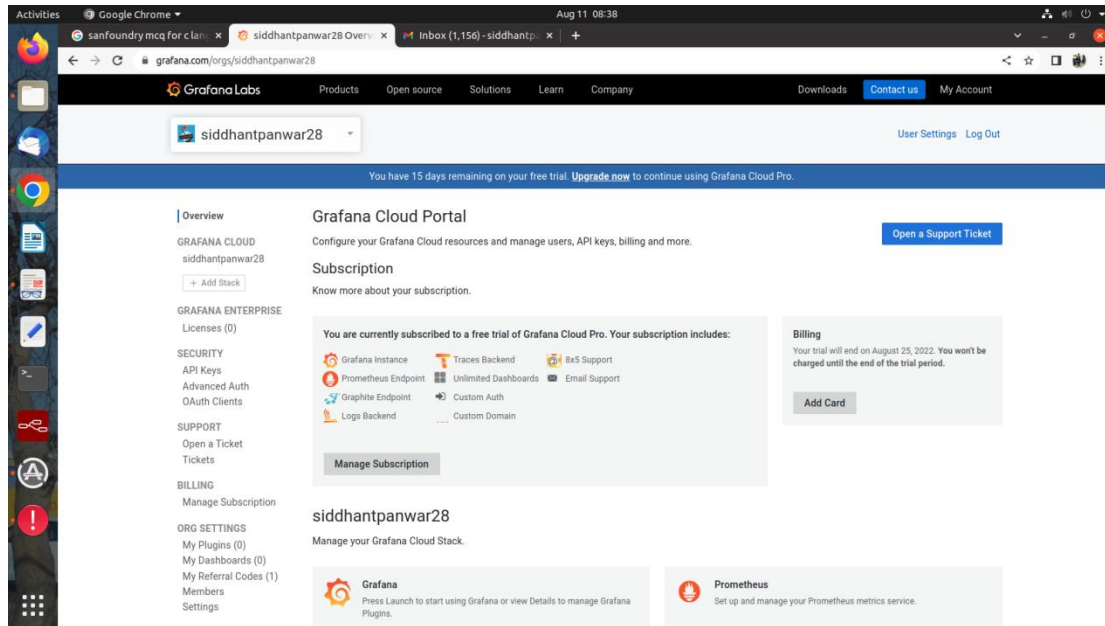 Activities Google Chrome Aug 11 08:38
sanfoundry mcq for c lan siddhantpanwar28 Overv Inbox (1,156) - siddhantp
grafana.com/orgs/siddhantpanwar28
Grafana Labs Products Open source Solutions Learn Company Downloads Contact us My Account
siddhantpanwar28 User Settings Log Out
You have 15 days remaining on your free trial. Upgrade now to continue using Grafana Cloud Pro.
Overview
GRAFANA CLOUD
siddhantpanwar28
+ Add Stack
GRAFANA ENTERPRISE
Licenses (0)
SECURITY
API Keys
Advanced Auth
OAuth Clients
SUPPORT
Open a Ticket
Tickets
BILLING
Manage Subscription
ORG SETTINGS
My Plugins (0)
My Dashboards (0)
My Referral Codes (1)
Members
Settings
Grafana Cloud Portal
Configure your Grafana Cloud resources and manage users, API keys, billing and more.
Open a Support Ticket
Subscription
Know more about your subscription.
You are currently subscribed to a free trial of Grafana Cloud Pro. Your subscription includes:
Grafana Instance Traces Backend 8x5 Support
Prometheus Endpoint Unlimited Dashboards Email Support
Graphite Endpoint Custom Auth
Logs Backend Custom Domain
Manage Subscription
Billing
Your trial will end on August 25, 2022. You won't be
charged until the end of the trial period.
Add Card
siddhantpanwar28
Manage your Grafana Cloud Stack.
Grafana
Press Launch to start using Grafana or view Details to manage Grafana
Plugins.
Prometheus
Set up and manage your Prometheus metrics service.